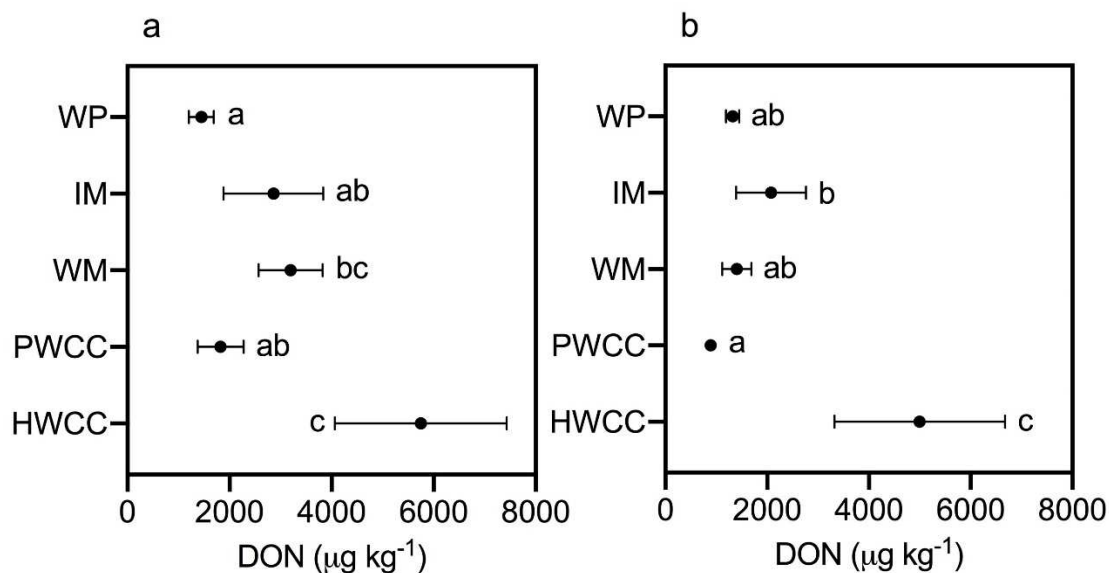 a
WP
a
IM
ab
WM
bc
PWCC
ab
HWCC
c
0 2000 4000 6000 8000
DON (μg kg⁻¹)
b
WP
ab
IM
b
WM
ab
PWCC
a
HWCC
c
0 2000 4000 6000 8000
DON (μg kg⁻¹)